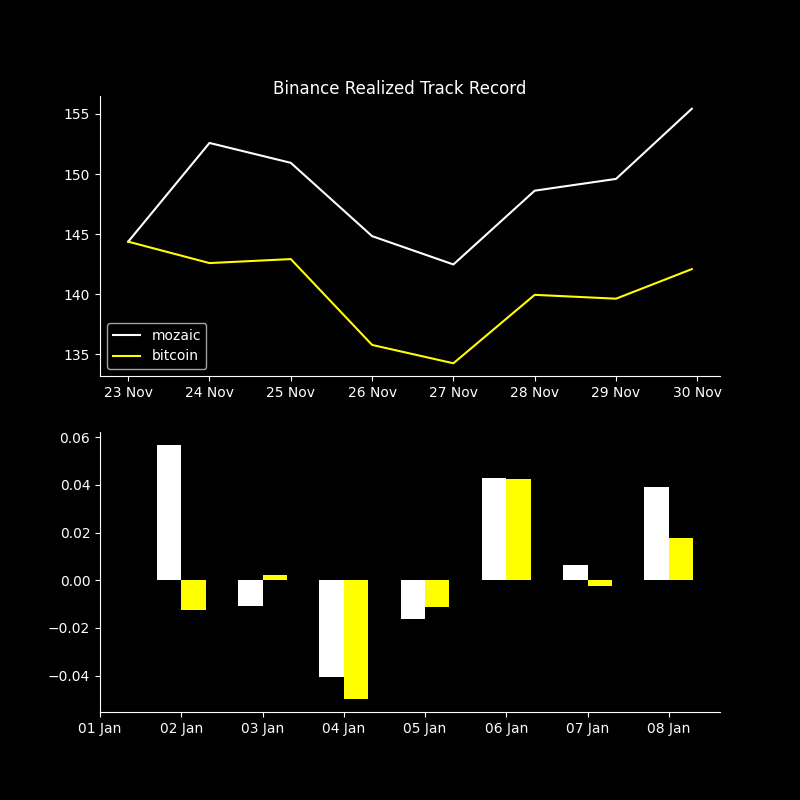 Binance Realized Track Record
155
150
145
140
135
mozaic
bitcoin
23 Nov 24 Nov 25 Nov 26 Nov 27 Nov 28 Nov 29 Nov 30 Nov
0.06
0.04
0.02
0.00
−0.02
−0.04
01 Jan 02 Jan 03 Jan 04 Jan 05 Jan 06 Jan 07 Jan 08 Jan